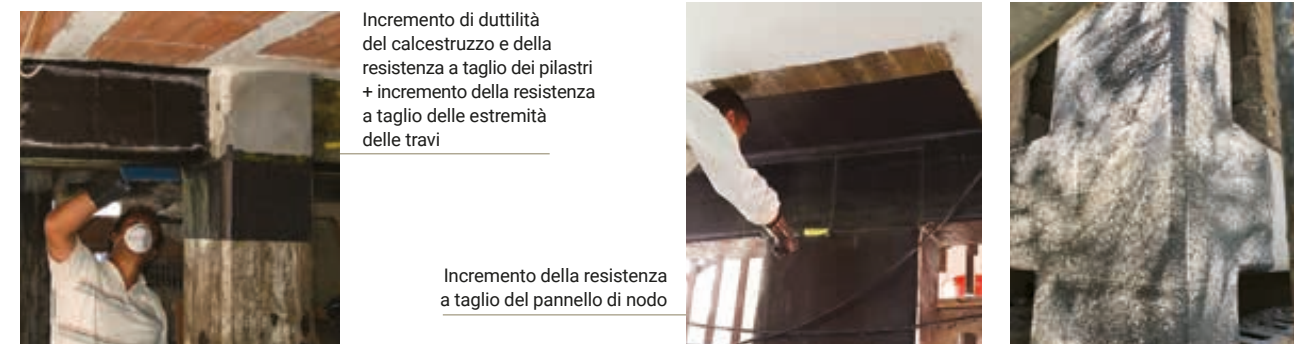 Incremento di duttilità
del calcestruzzo e della
resistenza a taglio dei pilastri
+ incremento della resistenza
a taglio delle estremità
delle travi
Incremento della resistenza
a taglio del pannello di nodo